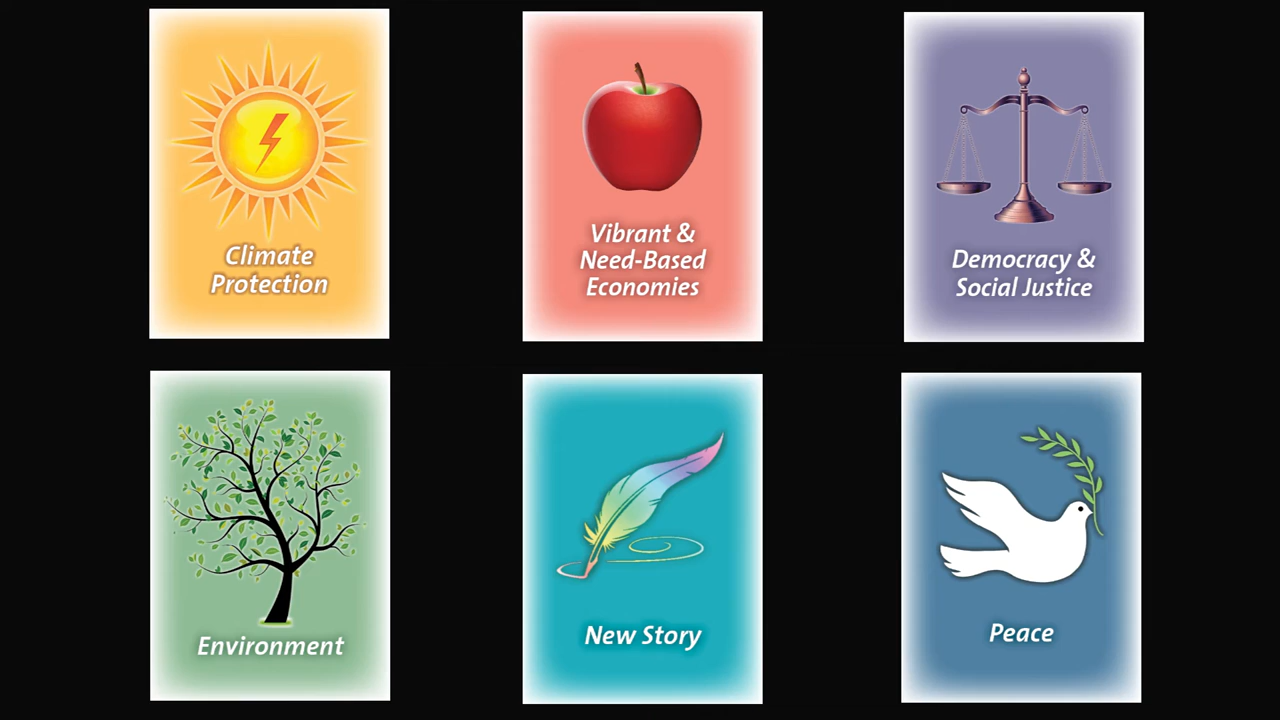 Climate
Protection
Vibrant &
Need-Based
Economies
Democracy &
Social Justice
Environment
New Story
Peace